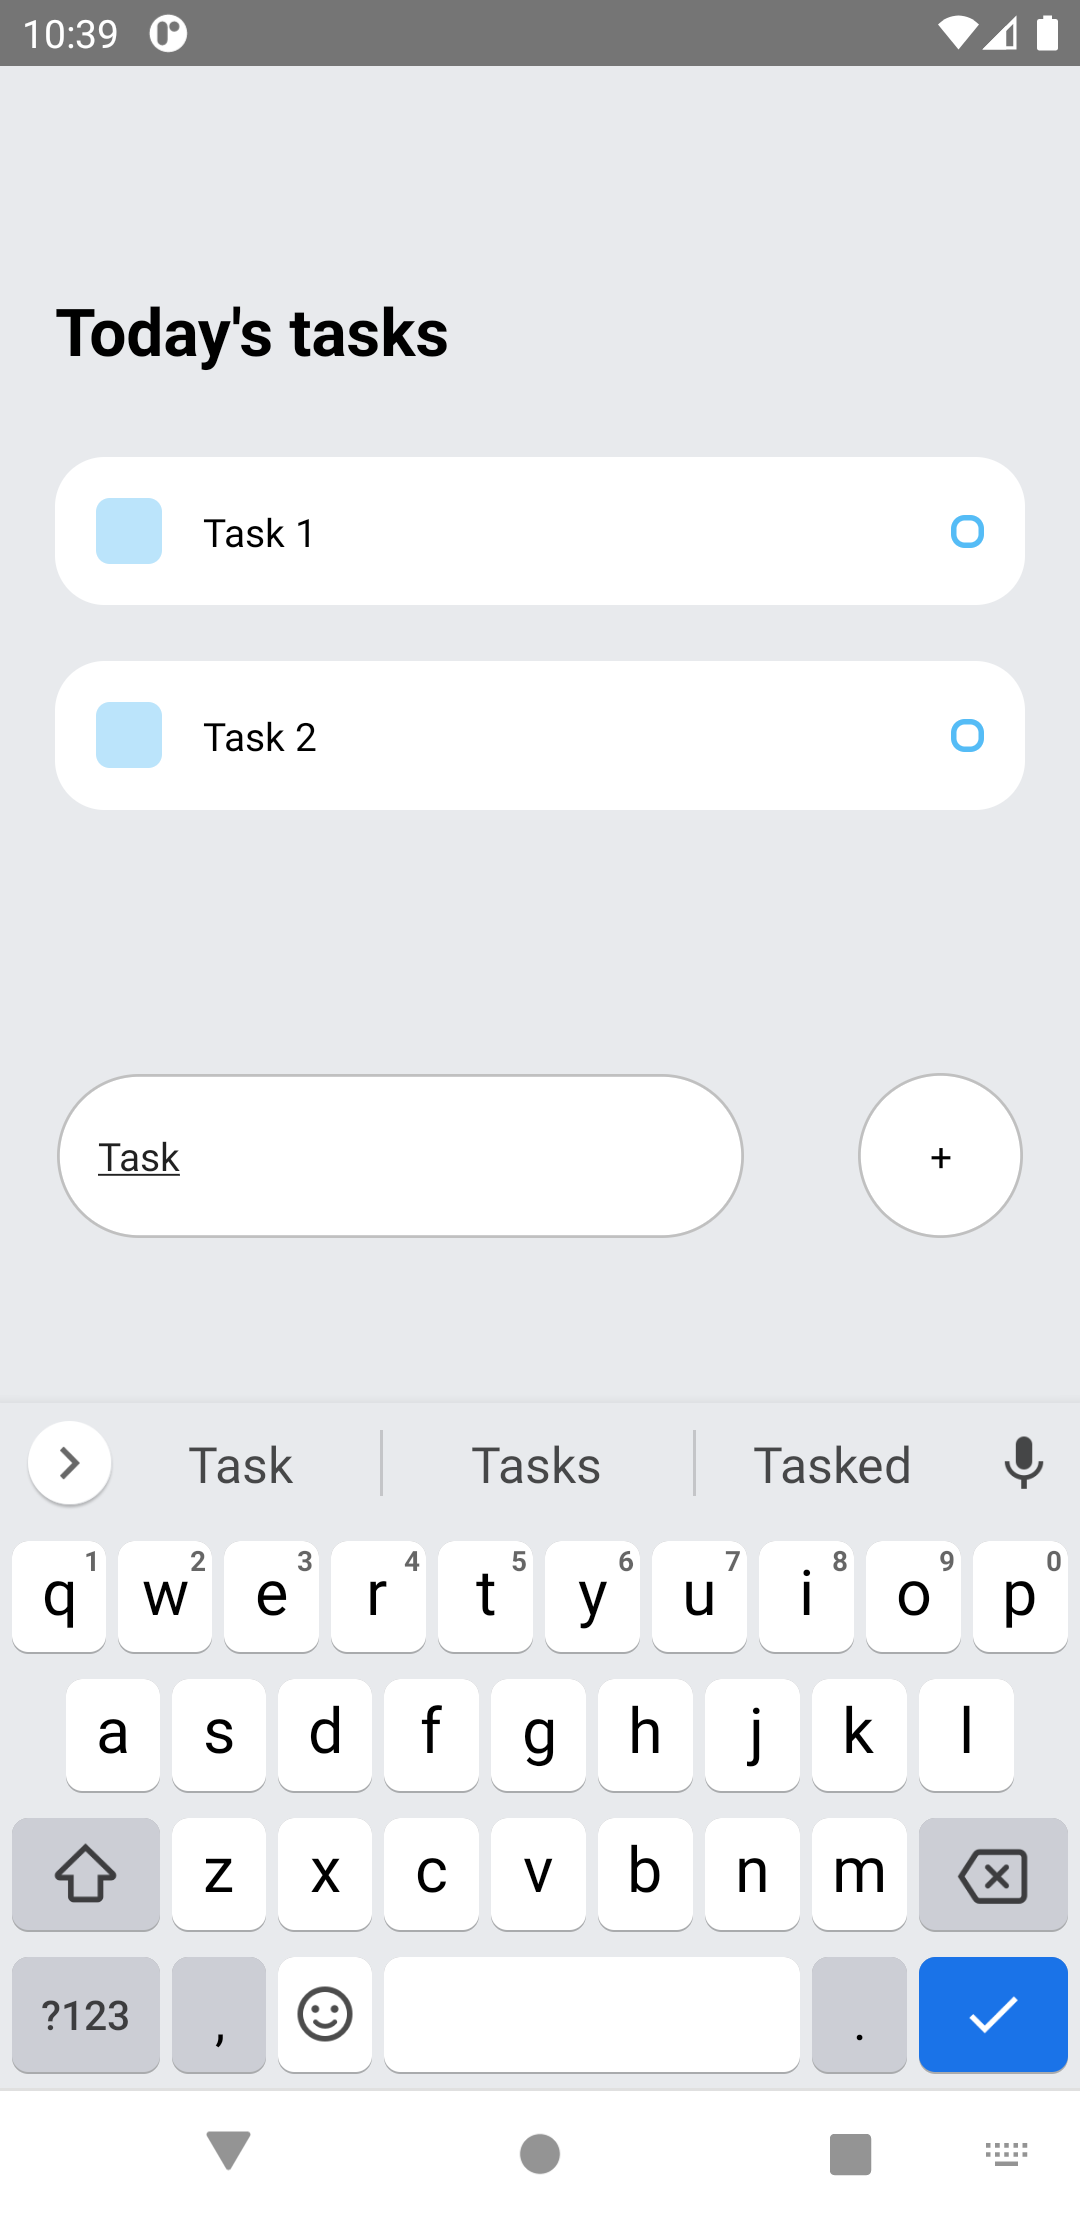 10:39
Today's tasks
Task 1
Task 2
Task
+
Task Tasks Tasked
q 1 w 2 e 3 r 4 t 5 y 6 u 7 i 8 o 9 p 0
a s d f g h j k l
z x c v b n m
?123 , .